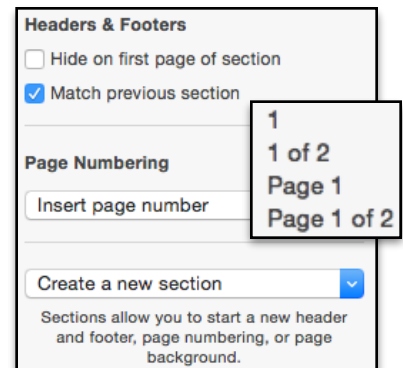 Headers & Footers
Hide on first page of section
Match previous section
1
1 of 2
Page 1
Page 1 of 2
Page Numbering
Insert page number
Create a new section
Sections allow you to start a new header
and footer, page numbering, or page
background.